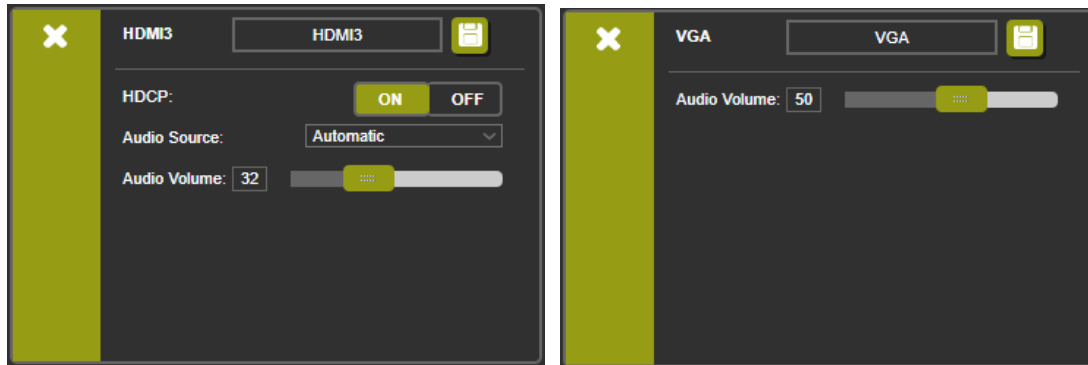 HDMI3 HDMI3
HDCP: ON OFF
Audio Source: Automatic
Audio Volume: 32
VGA VGA
Audio Volume: 50